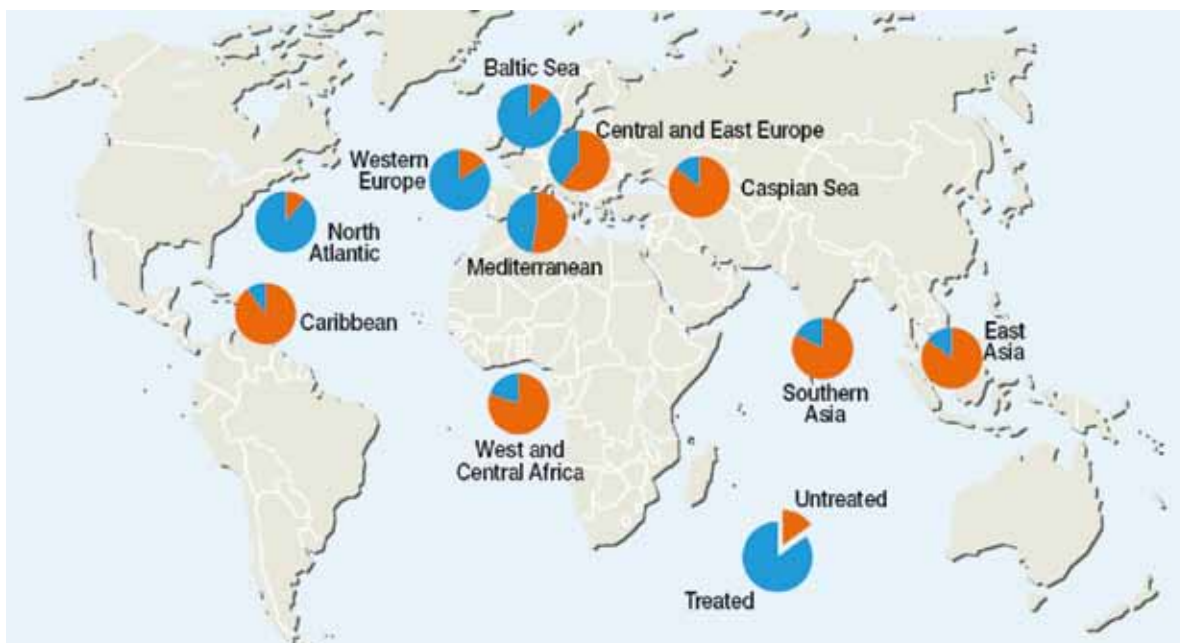 Baltic Sea
Central and East Europe
Western
Europe
Caspian Sea
North
Atlantic
Mediterranean
Caribbean
East
Asia
Southern
Asia
West and
Central Africa
Untreated
Treated